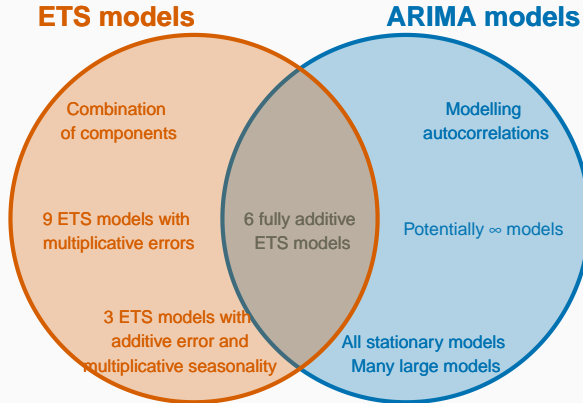 ETS models
ARIMA models
Combination
of components
Modelling
autocorrelations
9 ETS models with
multiplicative errors
6 fully additive
ETS models
Potentially ∞ models
3 ETS models with
additive error and
multiplicative seasonality
All stationary models
Many large models